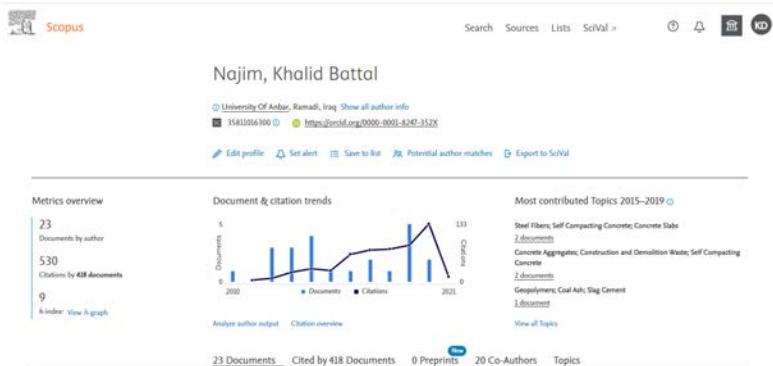 Scopus
Search Sources Lists SciVal
KD
Najim, Khalid Battal
University Of Anbar, Ramadi, Iraq Show all author info
SC 35811016300 https://orcid.org/0000-0001-8247-352X
Edit profile Set alert Save to list Potential author matches Export to SciVal
Metrics overview
23
Documents by author
530
Citations by 418 documents
9
h-index: View h-graph
Document & citation trends
5
133
Documents
Citations
0
0
2010
2021
Documents Citations
Analyze author output Citation overview
Most contributed Topics 2015–2019
Steel Fibers; Self Compacting Concrete; Concrete Slabs
2 documents
Concrete Aggregates; Construction and Demolition Waste; Self Compacting
Concrete
2 documents
Geopolymers; Coal Ash; Slag Cement
1 document
View all Topics
New
23 Documents Cited by 418 Documents 0 Preprints 20 Co-Authors Topics